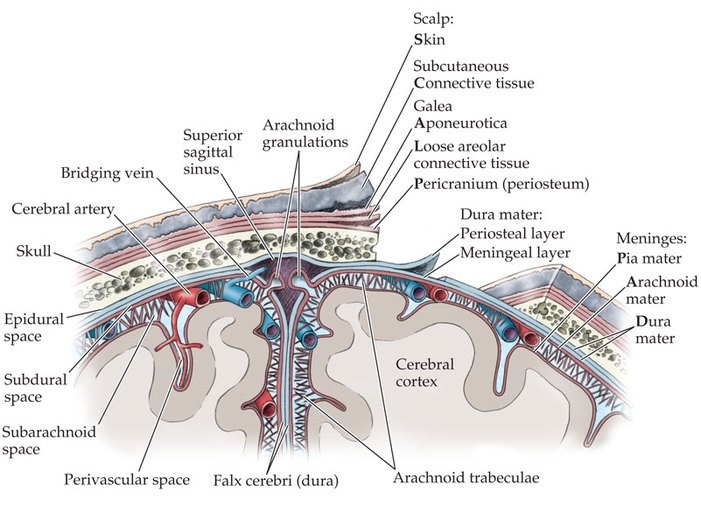 Scalp:
Skin
Subcutaneous
Connective tissue
Galea
Aponeurotica
Loose areolar
connective tissue
Pericranium (periosteum)
Dura mater:
Periosteal layer
Meningeal layer
Meninges:
Pia mater
Arachnoid
mater
Dura
mater
Arachnoid
granulations
Superior
sagittal
sinus
Bridging vein
Cerebral artery
Skull
Epidural
space
Subdural
space
Subarachnoid
space
Perivascular space
Falx cerebri (dura)
Arachnoid trabeculae
Cerebral
cortex